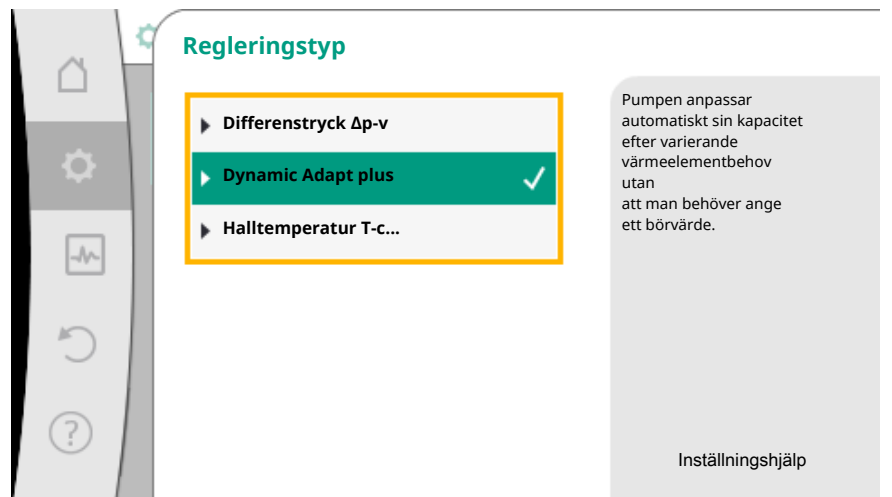 Regleringstyp
Differenstryck Δp-v
Dynamic Adapt plus
Halltemperatur T-c...
Pumpen anpassar
automatiskt sin kapacitet
efter varierande
värmeelementbehov
utan
att man behöver ange
ett börvärde.
Inställningshjälp